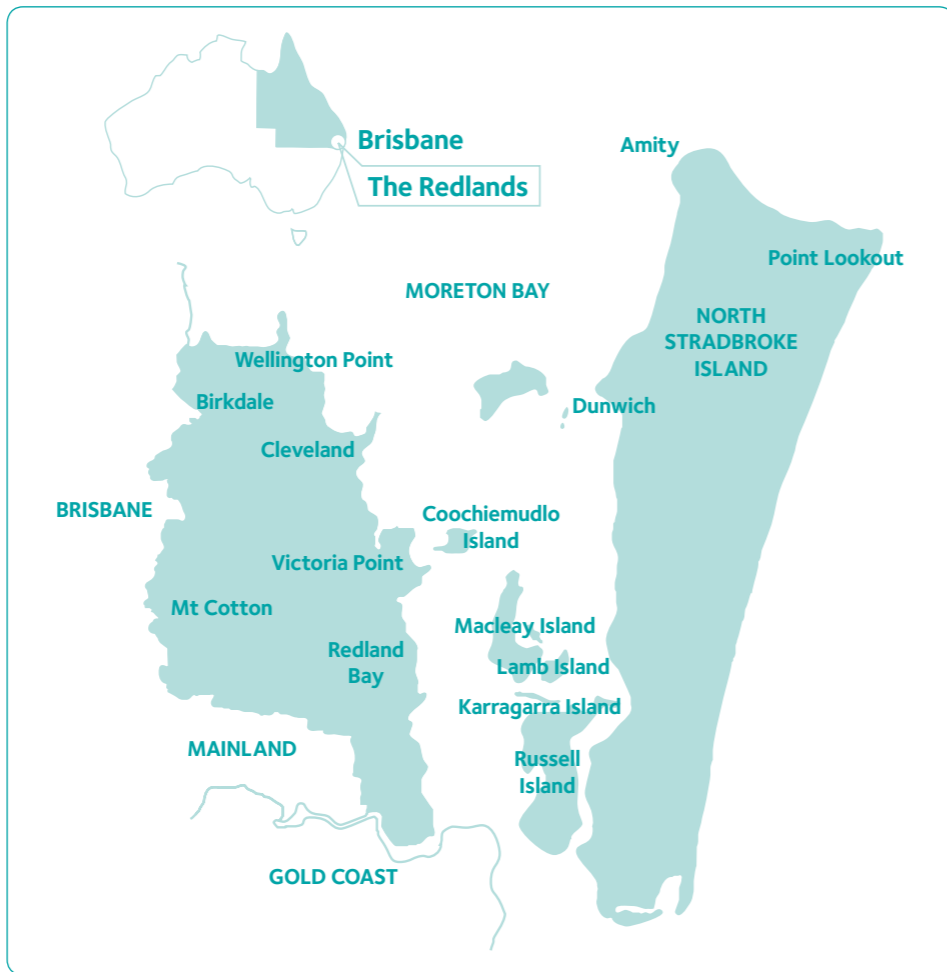 Brisbane
The Redlands
Amity
Point Lookout
MORETON BAY
NORTH
STRADBROKE
ISLAND
Wellington Point
Birkdale
Dunwich
Cleveland
BRISBANE
Coochiemudlo
Island
Victoria Point
Mt Cotton
Macleay Island
Redland
Bay
Lamb Island
Karragarra Island
MAINLAND
Russell
Island
GOLD COAST